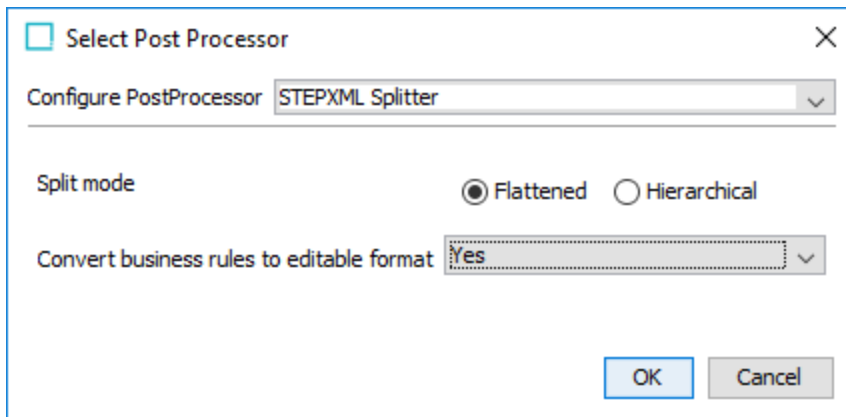 Select Post Processor
Configure PostProcessor STEPXML Splitter
Split mode Flattened Hierarchical
Convert business rules to editable format Yes
OK Cancel